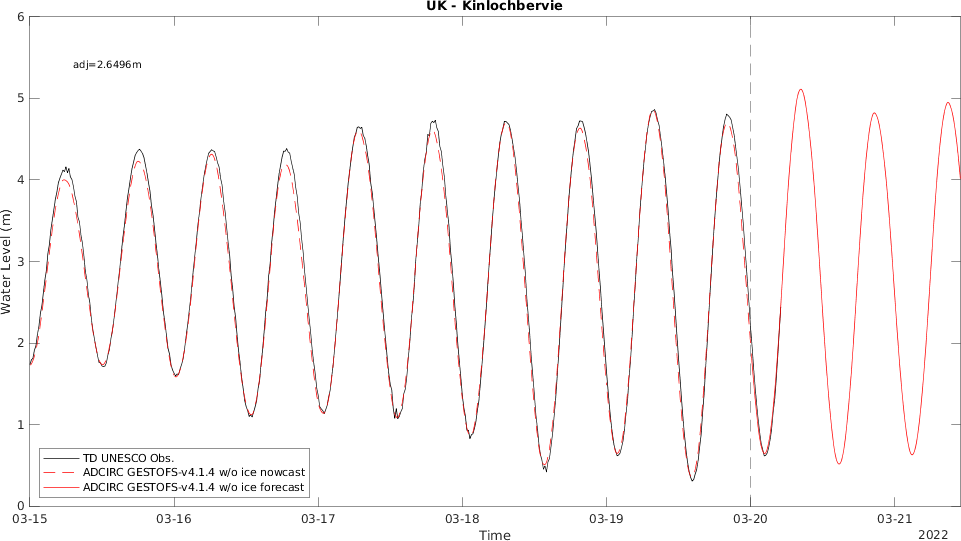 UK - Kinlochbervie
6
adj=2.6496m
5
4
3
2
1
0
Water Level (m)
TD UNESCO Obs.
ADCIRC GESTOFS-v4.1.4 w/o ice nowcast
ADCIRC GESTOFS-v4.1.4 w/o ice forecast
03-15 03-16 03-17 03-18 03-19 03-20 03-21
Time
2022